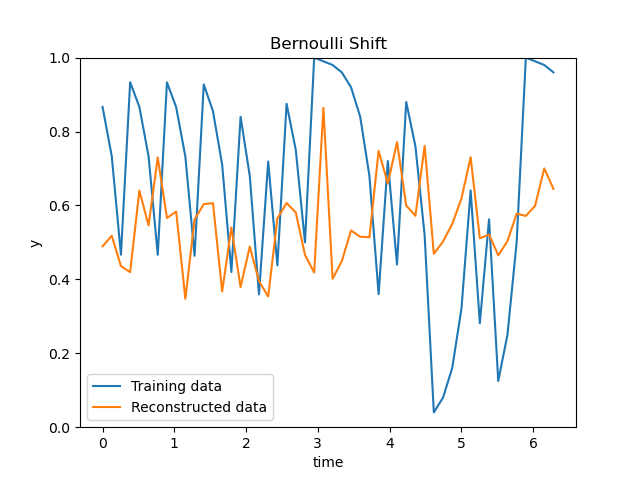 Bernoulli Shift
1.0
0.8
0.6
0.4
0.2
0.0
y
Training data
Reconstructed data
0 1 2 3 4 5 6
time